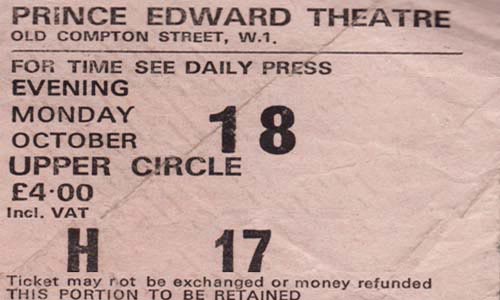 PRINCE EDWARD THEATRE
OLD COMPTON STREET, W.1.
FOR TIME SEE DAILY PRESS
EVENING
MONDAY 18
OCTOBER
UPPER CIRCLE
£4·00
Incl. VAT
H 17
Ticket may not be exchanged or money refunded
THIS PORTION TO BE RETAINED